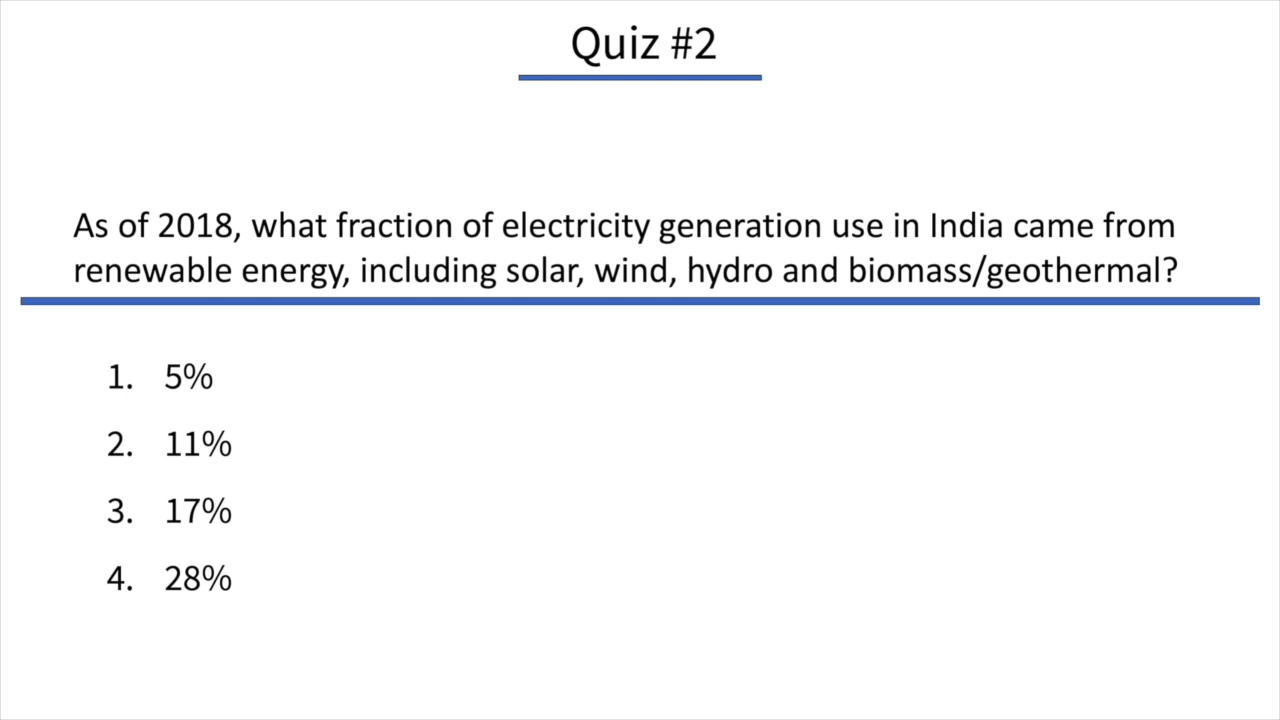 Quiz #2
As of 2018, what fraction of electricity generation use in India came from
renewable energy, including solar, wind, hydro and biomass/geothermal?
1. 5%
2. 11%
3. 17%
4. 28%